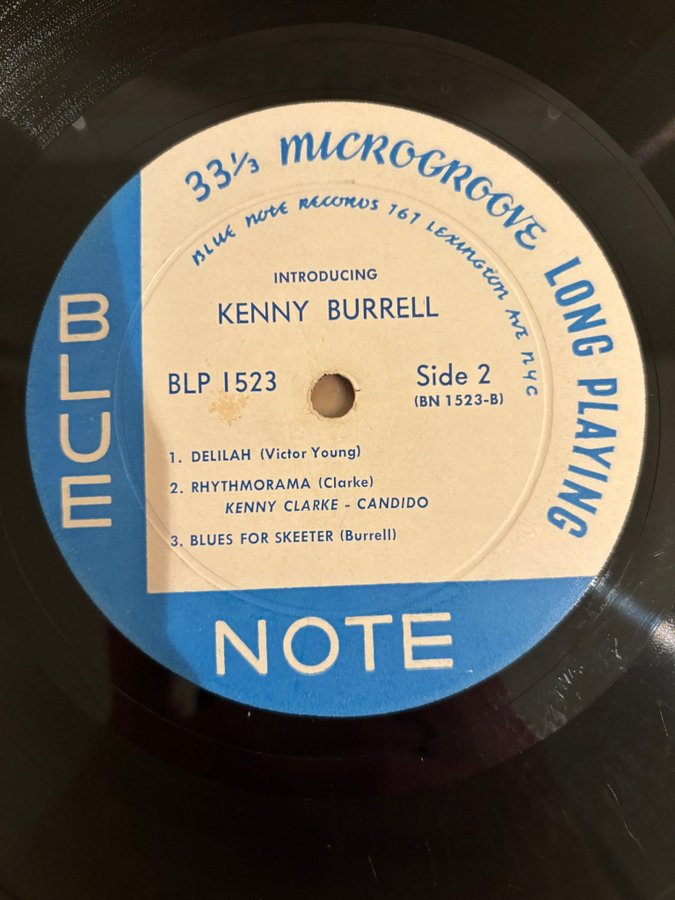 33⅓ MICROGROOVE LONG PLAYING
BLUE NOTE RECORDS 767 LEXINGTON AVE NYC
INTRODUCING
KENNY BURRELL
BLP 1523
Side 2
(BN 1523-B)
1. DELILAH (Victor Young)
2. RHYTHMORAMA (Clarke)
KENNY CLARKE - CANDIDO
3. BLUES FOR SKEETER (Burrell)
BLUE
NOTE